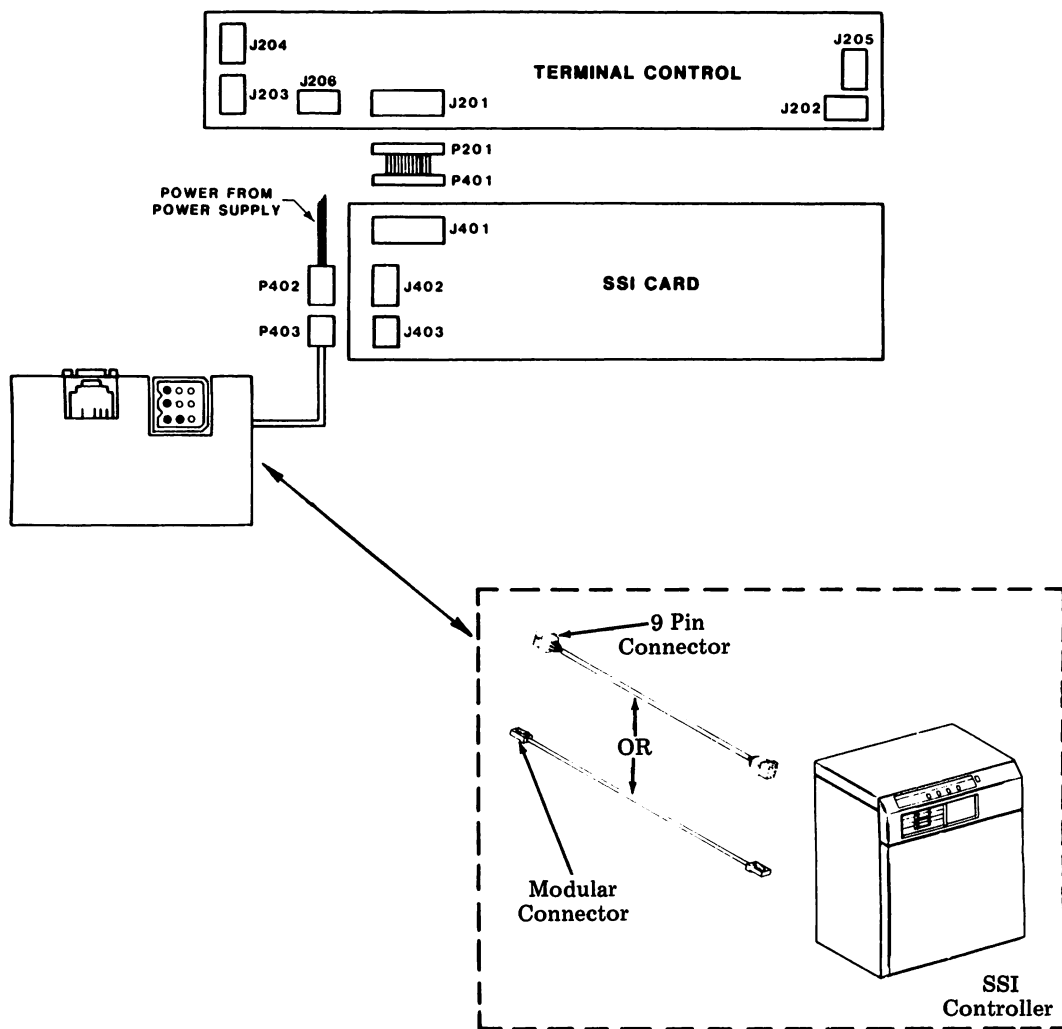 J204
J205
TERMINAL CONTROL
J206
J203
J201
J202
P201
P401
POWER FROM
POWER SUPPLY
J401
P402
J402
SSI CARD
P403
J403
9 Pin
Connector
OR
Modular
Connector
SSI
Controller